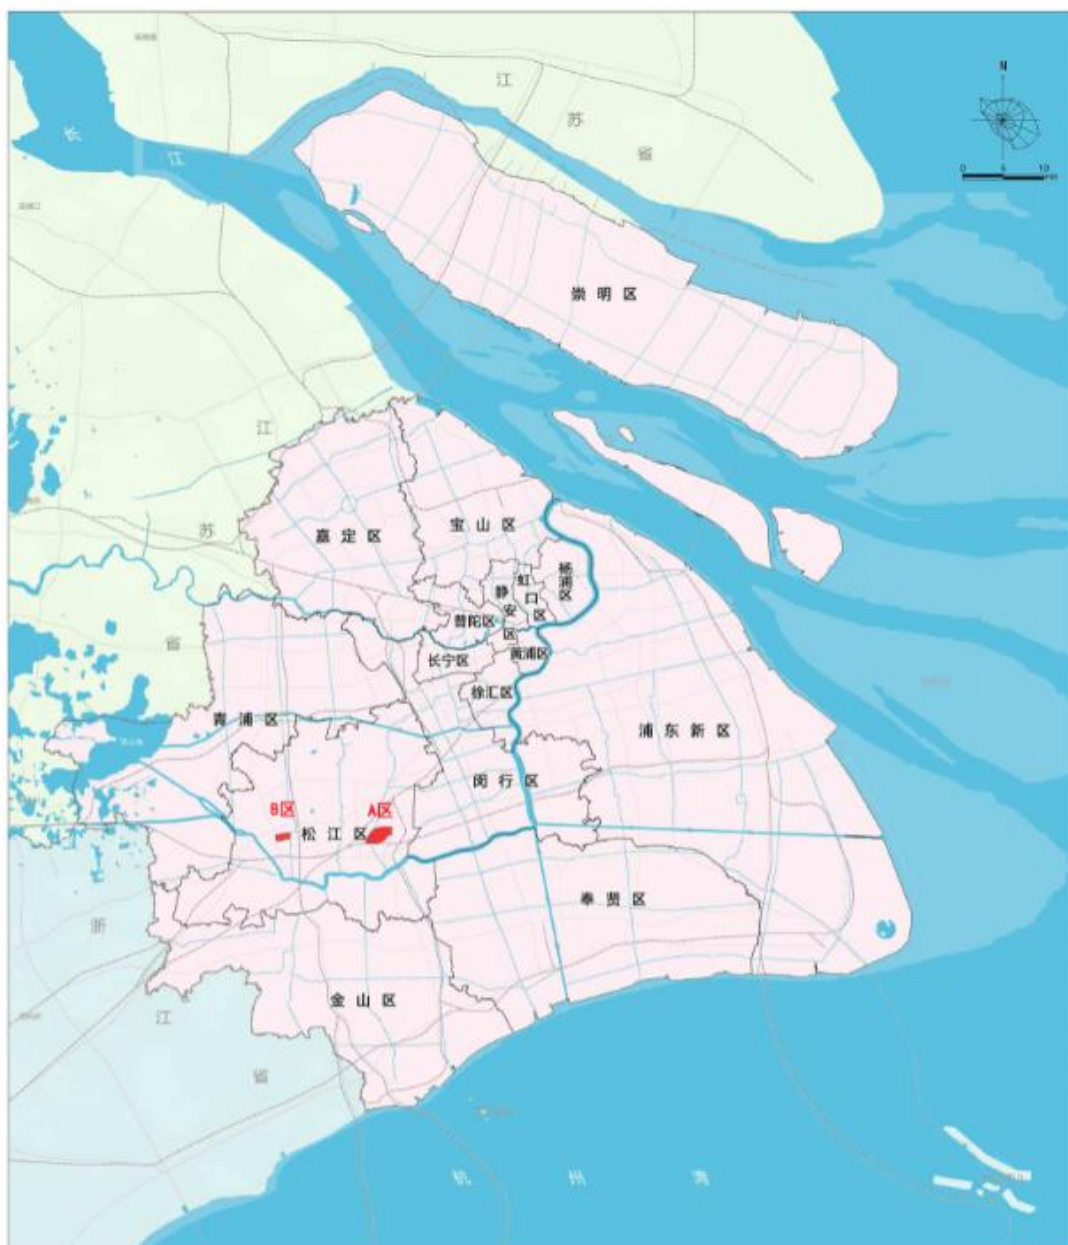 N
0 5 10
长 江
江 苏 省
崇明区
江 苏 省
嘉定区
宝山区
杨浦区
虹口区
静安区
普陀区
长宁区
黄浦区
徐汇区
青浦区
浦东新区
闵行区
B区
A区
松江区
奉贤区
金山区
浙 江 省
杭 州 湾